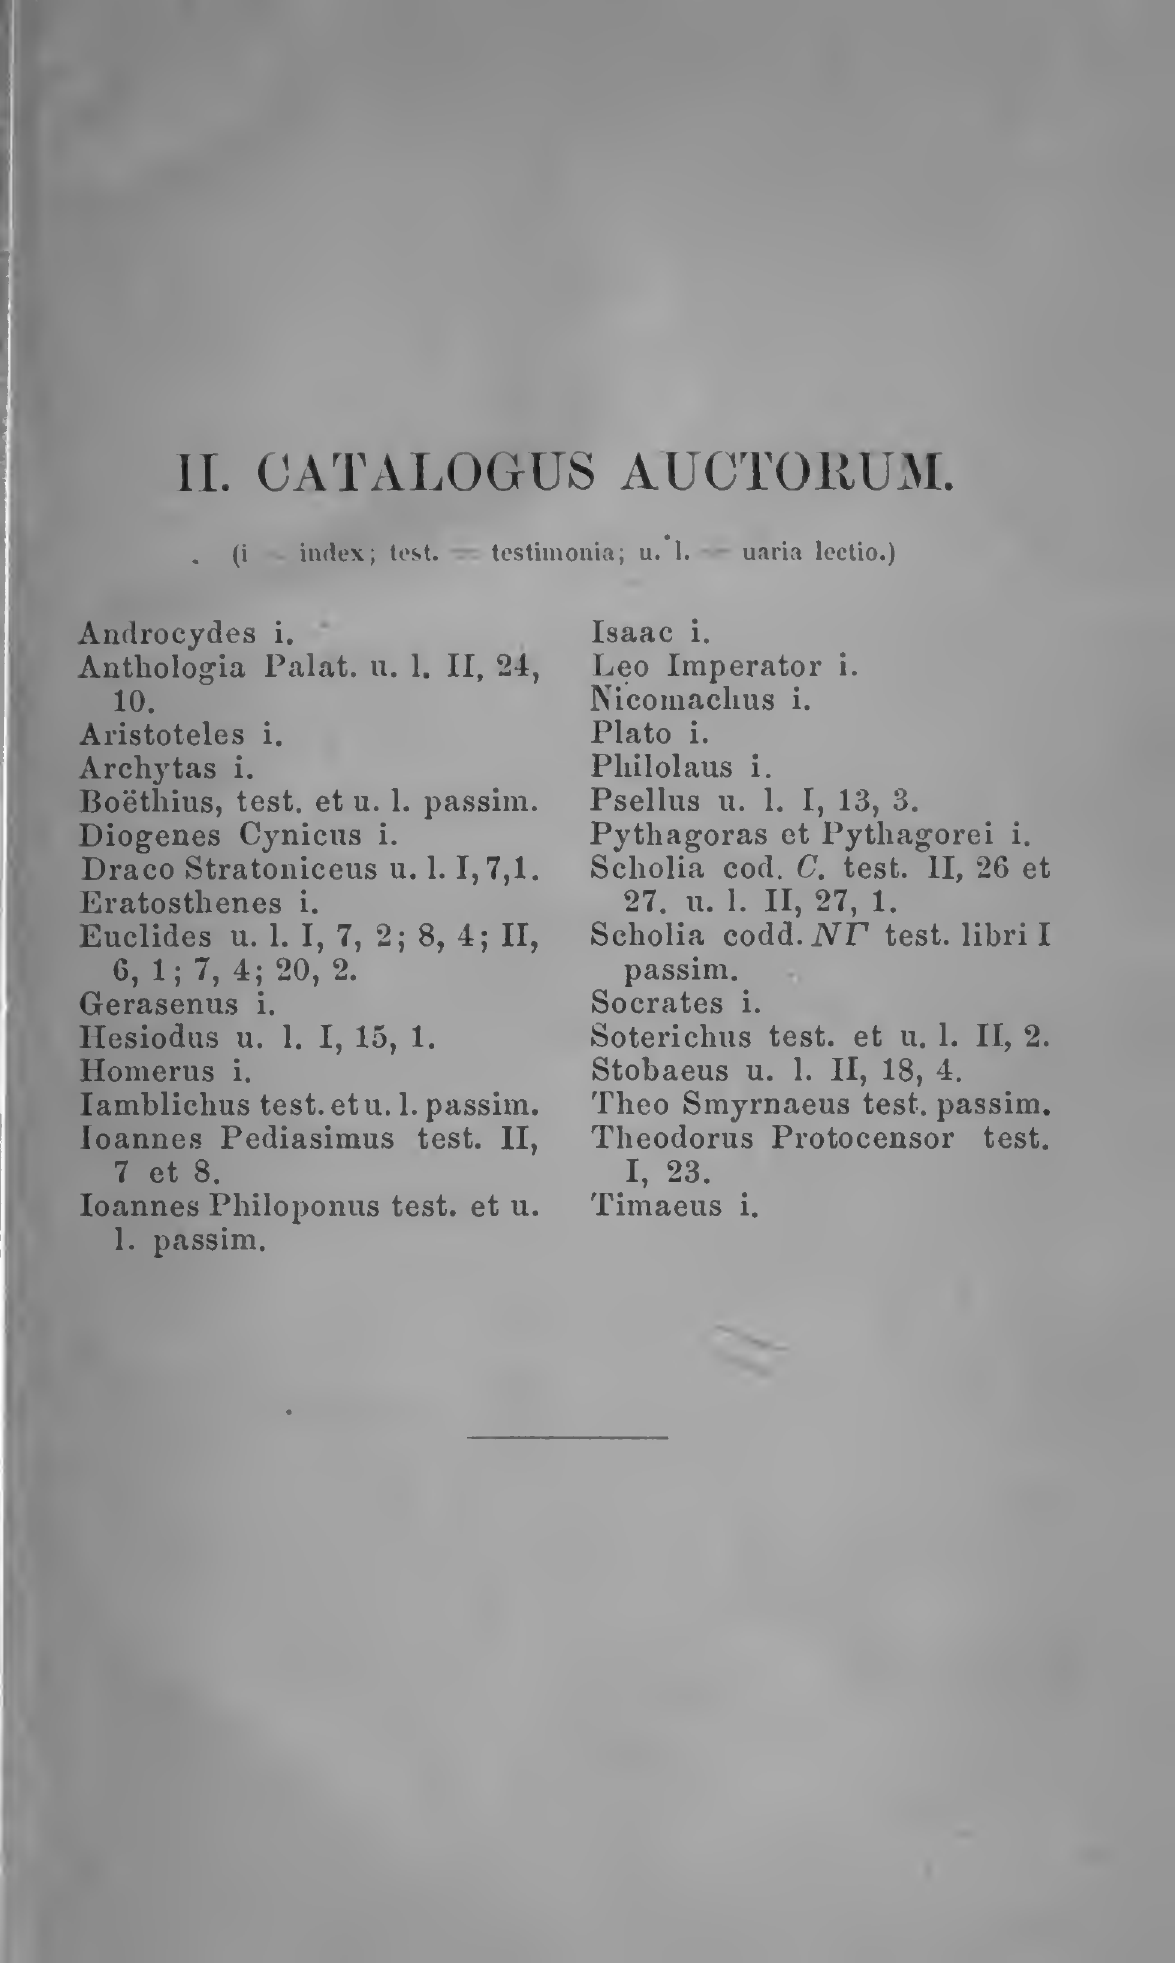 II. CATALOGUS AUCTORUM.
(i = index; test. = testimonia; u. l. = uaria lectio.)
Androcydes i.
Anthologia Palat. u. l. II, 24,
10.
Aristoteles i.
Archytas i.
Boëthius, test. et u. l. passim.
Diogenes Cynicus i.
Draco Stratoniceus u. l. I, 7, 1.
Eratosthenes i.
Euclides u. l. I, 7, 2; 8, 4; II,
6, 1; 7, 4; 20, 2.
Gerasenus i.
Hesiodus u. l. I, 15, 1.
Homerus i.
Iamblichus test. et u. l. passim.
Ioannes Pediasimus test. II,
7 et 8.
Ioannes Philoponus test. et u.
l. passim.
Isaac i.
Leo Imperator i.
Nicomachus i.
Plato i.
Philolaus i.
Psellus u. l. I, 13, 3.
Pythagoras et Pythagorei i.
Scholia cod. C. test. II, 26 et
27. u. l. II, 27, 1.
Scholia codd. NΓ test. libri I
passim.
Socrates i.
Soterichus test. et u. l. II, 2.
Stobaeus u. l. II, 18, 4.
Theo Smyrnaeus test. passim.
Theodorus Protocensor test.
I, 23.
Timaeus i.